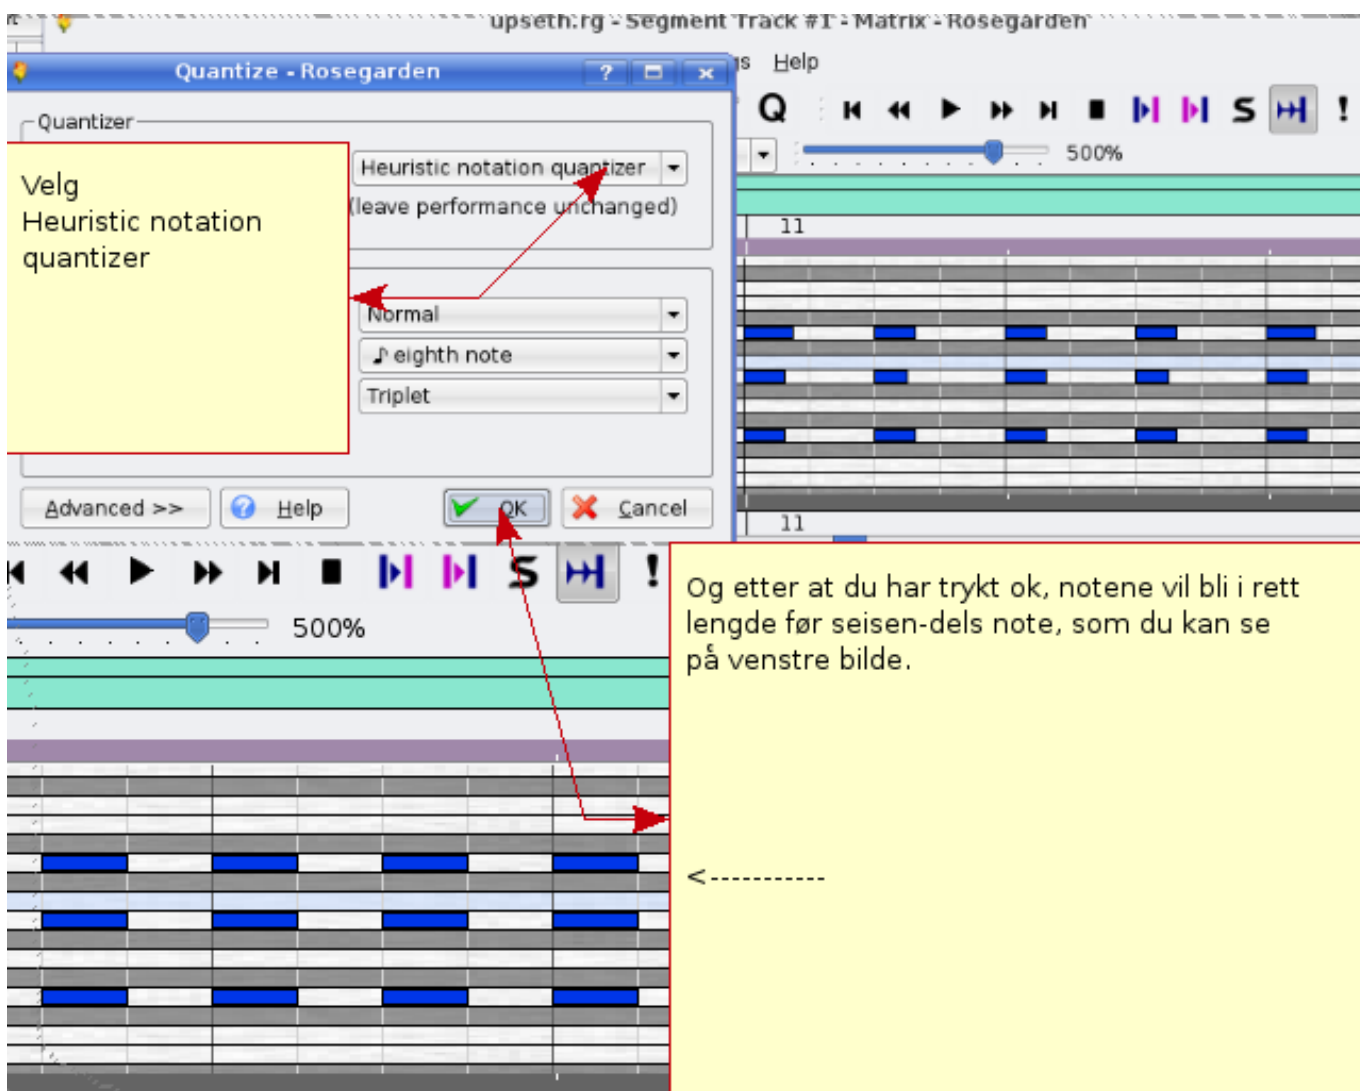 upseth.rg - Segment Track #1 - Matrix - Rosegarden
Quantize - Rosegarden
Help
Quantizer
Q
S
!
500%
Heuristic notation quantizer
(leave performance unchanged)
Velg
Heuristic notation
quantizer
11
Normal
eighth note
Triplet
Advanced >>
Help
OK
Cancel
11
S
!
500%
Og etter at du har trykt ok, notene vil bli i rett
lengde før seisen-dels note, som du kan se
på venstre bilde.
<-----------